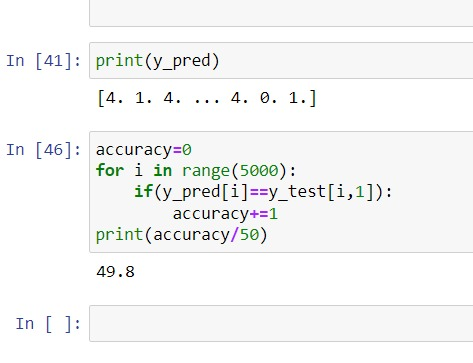 In [41]: print(y_pred)
[4. 1. 4. ... 4. 0. 1.]
In [46]: accuracy=0
for i in range(5000):
    if(y_pred[i]==y_test[i,1]):
        accuracy+=1
print(accuracy/50)
49.8
In [ ]: